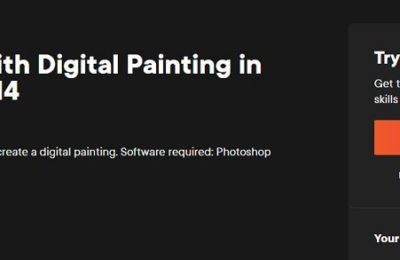 ith Digital Painting in
14
create a digital painting. Software required: Photoshop
Try
Get t
skills
Your